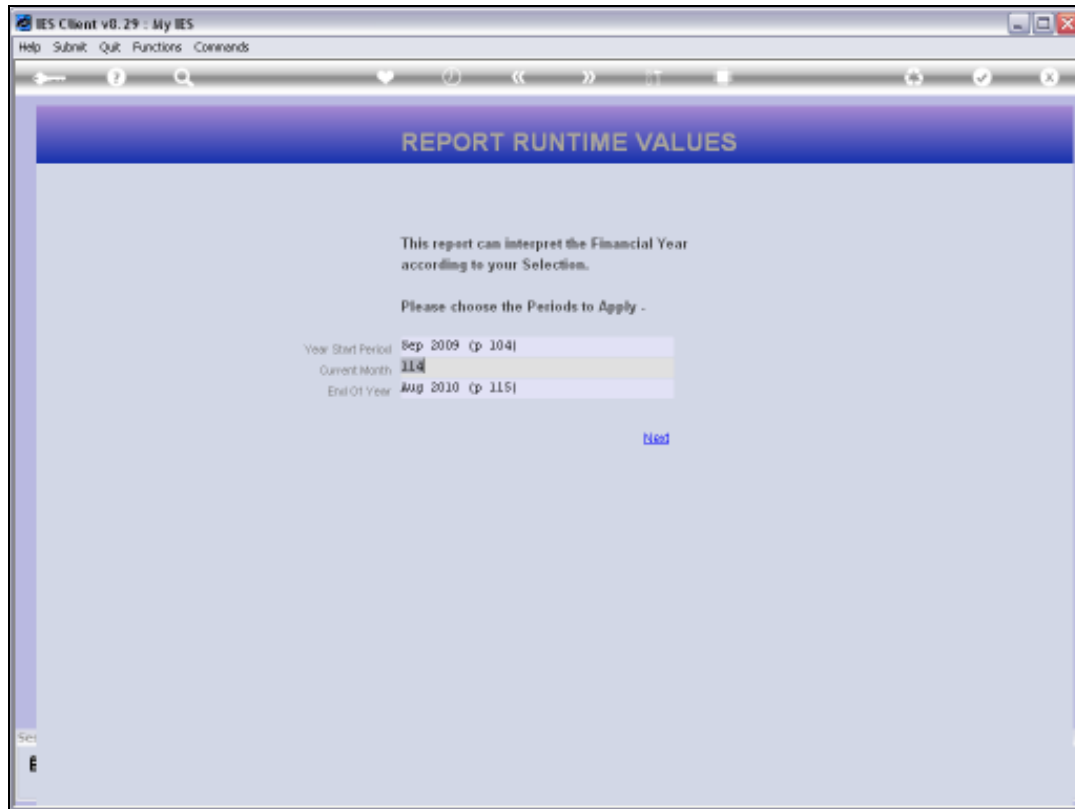 IES Client v8.29 : My IES
Help Submit Quit Functions Commands
REPORT RUNTIME VALUES
This report can interpret the Financial Year
according to your Selection.
Please choose the Periods to Apply -
Year Start Period Sep 2009 (p 104)
Current Month 114
End Of Year Aug 2010 (p 115)
Next
Ses